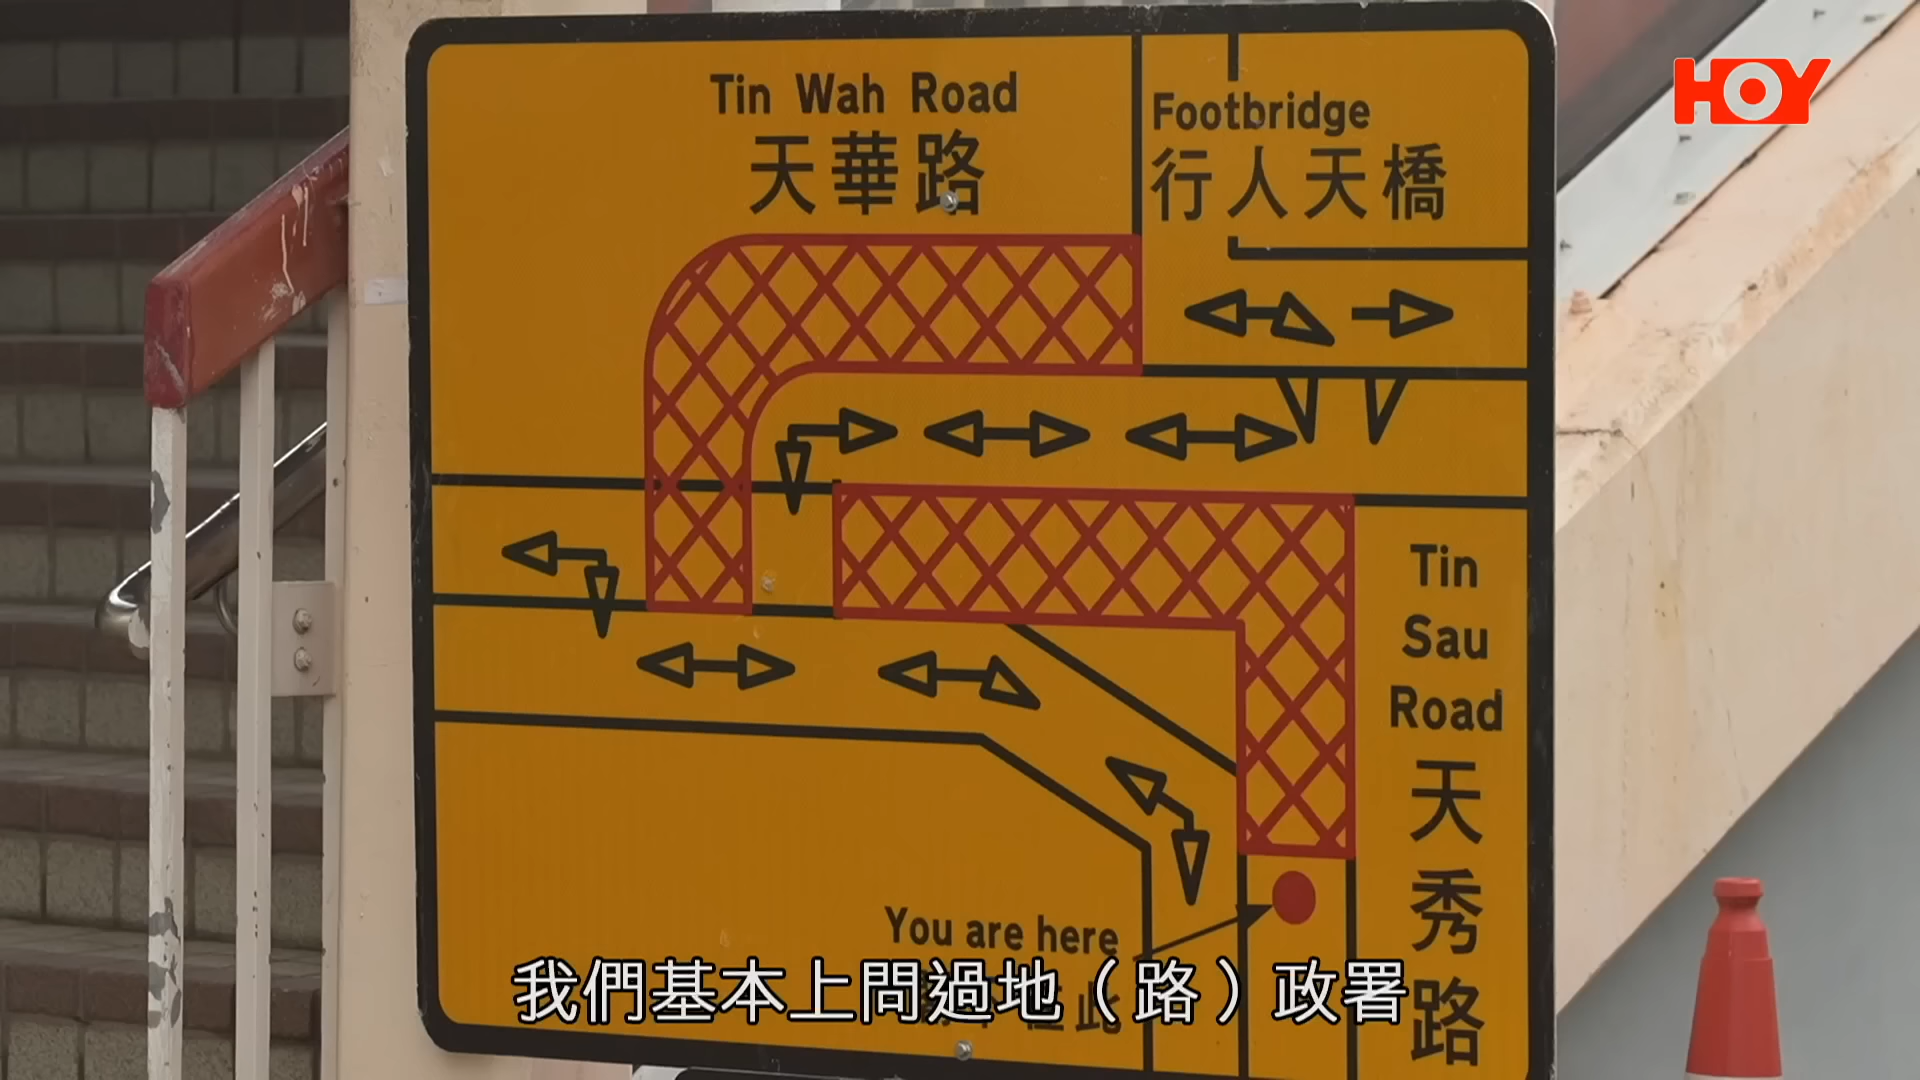 HOY
Tin Wah Road
天華路
Footbridge
行人天橋
Tin
Sau
Road
天秀路
You are here
我們基本上問過地（路）政署